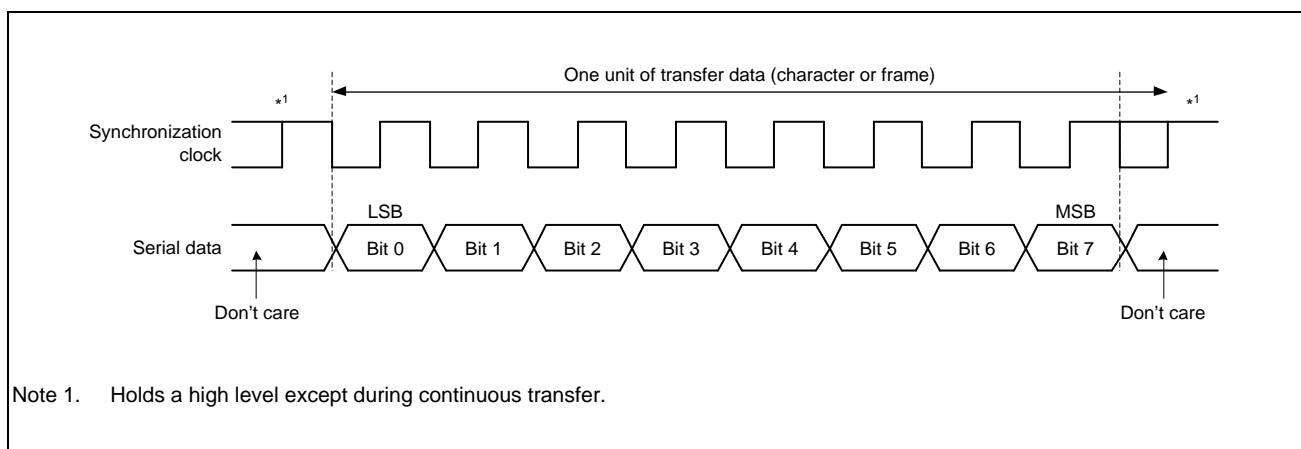 One unit of transfer data (character or frame)
*1 *1
Synchronization
clock
LSB MSB
Serial data Bit 0 Bit 1 Bit 2 Bit 3 Bit 4 Bit 5 Bit 6 Bit 7
Don’t care Don’t care
Note 1. Holds a high level except during continuous transfer.